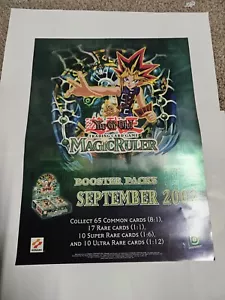 Yu-Gi-Oh!
TRADING CARD GAME
MAGIC RULER
BOOSTER PACKS
SEPTEMBER
COLLECT 65 COMMON CARDS (8:1),
17 RARE CARDS (1:1),
10 SUPER RARE CARDS (1:6),
AND 10 ULTRA RARE CARDS (1:12)
KONAMI